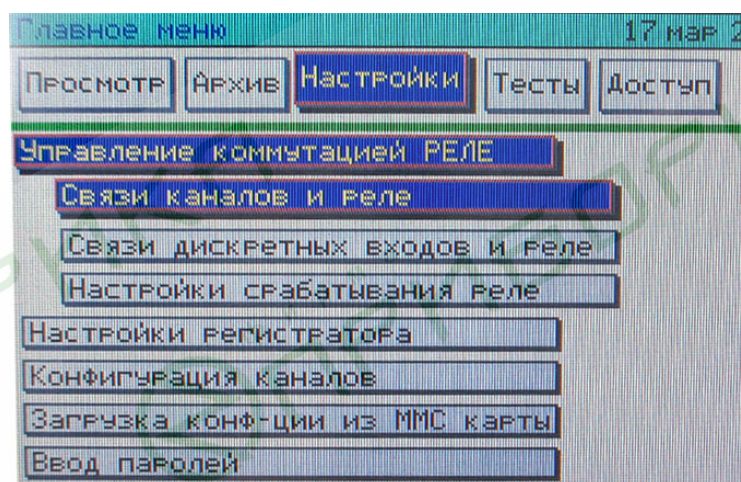 Главное меню 17 мар 2
Просмотр Архив Настройки Тесты Доступ
Управление коммутацией РЕЛЕ
Связи каналов и реле
Связи дискретных входов и реле
Настройки срабатывания реле
Настройки регистратора
Конфигурация каналов
Загрузка конф-ции из ММС карты
Ввод паролей